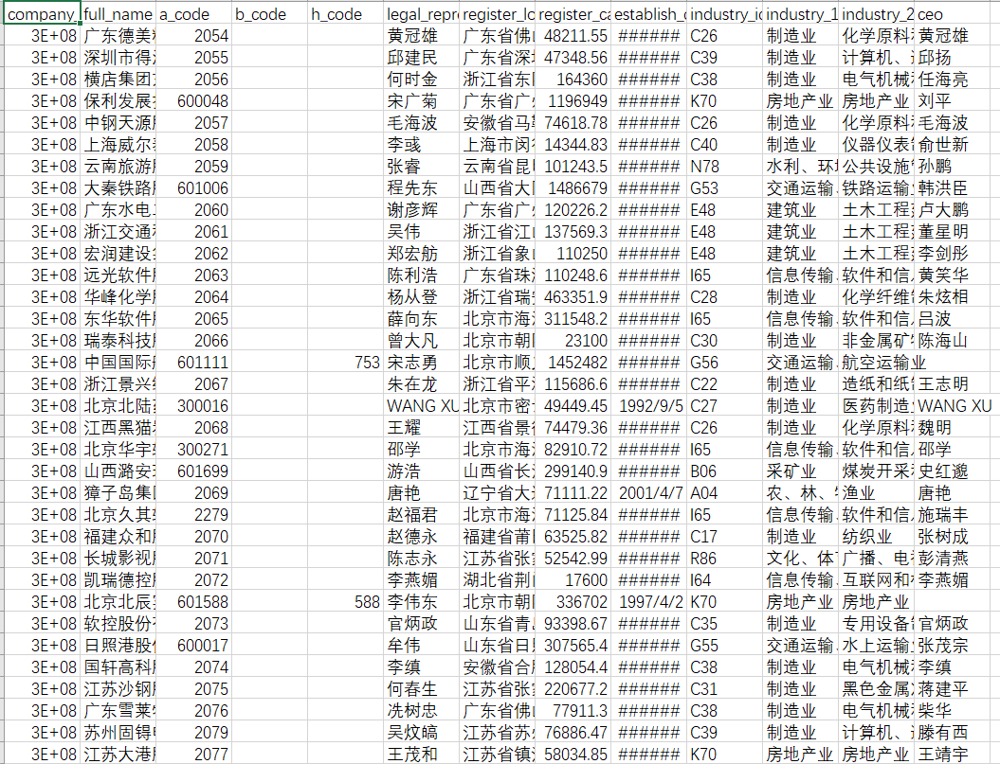 company_ full_name a_code b_code h_code legal_repr register_lo register_ca establish_ industry_i industry_1 industry_2 ceo
3E+08 广东德美 2054 黄冠雄 广东省佛 48211.55 ###### C26 制造业 化学原料 黄冠雄
3E+08 深圳市得 2055 邱建民 广东省深 47348.56 ###### C39 制造业 计算机、 邱扬
3E+08 横店集团 2056 何时金 浙江省东 164360 ###### C38 制造业 电气机械 任海亮
3E+08 保利发展 600048 宋广菊 广东省广 1196949 ###### K70 房地产业 房地产业 刘平
3E+08 中钢天源 2057 毛海波 安徽省马 74618.78 ###### C26 制造业 化学原料 毛海波
3E+08 上海威尔 2058 李彧 上海市闵 14344.83 ###### C40 制造业 仪器仪表 俞世新
3E+08 云南旅游 2059 张睿 云南省昆 101243.5 ###### N78 水利、环 公共设施 孙鹏
3E+08 大秦铁路 601006 程先东 山西省大 1486679 ###### G53 交通运输 铁路运输 韩洪臣
3E+08 广东水电 2060 谢彦辉 广东省广 120226.2 ###### E48 建筑业 土木工程 卢大鹏
3E+08 浙江交通 2061 吴伟 浙江省江 137569.3 ###### E48 建筑业 土木工程 董星明
3E+08 宏润建设 2062 郑宏舫 浙江省象 110250 ###### E48 建筑业 土木工程 李剑彤
3E+08 远光软件 2063 陈利浩 广东省珠 110248.6 ###### I65 信息传输 软件和信 黄笑华
3E+08 华峰化学 2064 杨从登 浙江省瑞 463351.9 ###### C28 制造业 化学纤维 朱炫相
3E+08 东华软件 2065 薛向东 北京市海 311548.2 ###### I65 信息传输 软件和信 吕波
3E+08 瑞泰科技 2066 曾大凡 北京市朝 23100 ###### C30 制造业 非金属矿 陈海山
3E+08 中国国际 601111 753 宋志勇 北京市顺 1452482 ###### G56 交通运输 航空运输业
3E+08 浙江景兴 2067 朱在龙 浙江省平 115686.6 ###### C22 制造业 造纸和纸 王志明
3E+08 北京北陆 300016 WANG XU 北京市密 49449.45 1992/9/5 C27 制造业 医药制造 WANG XU
3E+08 江西黑猫 2068 王耀 江西省景 74479.36 ###### C26 制造业 化学原料 魏明
3E+08 北京华宇 300271 邵学 北京市海 82910.72 ###### I65 信息传输 软件和信 邵学
3E+08 山西潞安 601699 游浩 山西省长 299140.9 ###### B06 采矿业 煤炭开采 史红邈
3E+08 獐子岛集 2069 唐艳 辽宁省大 71111.22 2001/4/7 A04 农、林、 渔业 唐艳
3E+08 北京久其 2279 赵福君 北京市海 71125.84 ###### I65 信息传输 软件和信 施瑞丰
3E+08 福建众和 2070 赵德永 福建省莆 63525.82 ###### C17 制造业 纺织业 张树成
3E+08 长城影视 2071 陈志永 江苏省张 52542.99 ###### R86 文化、体 广播、电 彭清燕
3E+08 凯瑞德控 2072 李燕媚 湖北省荆 17600 ###### I64 信息传输 互联网和 李燕媚
3E+08 北京北辰 601588 588 李伟东 北京市朝 336702 1997/4/2 K70 房地产业 房地产业
3E+08 软控股份 2073 官炳政 山东省青 93398.67 ###### C35 制造业 专用设备 官炳政
3E+08 日照港股 600017 牟伟 山东省日 307565.4 ###### G55 交通运输 水上运输 张茂宗
3E+08 国轩高科 2074 李缜 安徽省合 128054.4 ###### C38 制造业 电气机械 李缜
3E+08 江苏沙钢 2075 何春生 江苏省张 220677.2 ###### C31 制造业 黑色金属 蒋建平
3E+08 广东雪莱 2076 冼树忠 广东省佛 77911.3 ###### C38 制造业 电气机械 柴华
3E+08 苏州固锝 2079 吴炆皜 江苏省苏 76886.47 ###### C39 制造业 计算机、 滕有西
3E+08 江苏大港 2077 王茂和 江苏省镇 58034.85 ###### K70 房地产业 房地产业 王靖宇